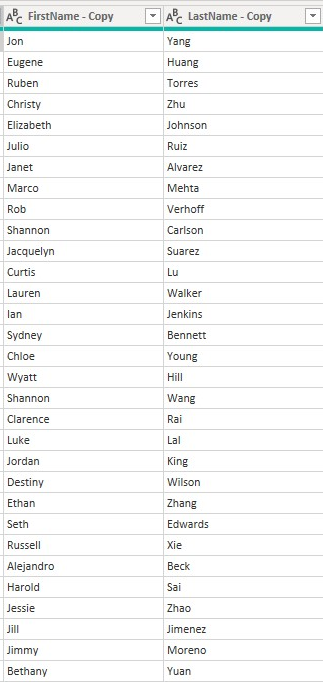 ABC FirstName - Copy ABC LastName - Copy
Jon Yang
Eugene Huang
Ruben Torres
Christy Zhu
Elizabeth Johnson
Julio Ruiz
Janet Alvarez
Marco Mehta
Rob Verhoff
Shannon Carlson
Jacquelyn Suarez
Curtis Lu
Lauren Walker
Ian Jenkins
Sydney Bennett
Chloe Young
Wyatt Hill
Shannon Wang
Clarence Rai
Luke Lal
Jordan King
Destiny Wilson
Ethan Zhang
Seth Edwards
Russell Xie
Alejandro Beck
Harold Sai
Jessie Zhao
Jill Jimenez
Jimmy Moreno
Bethany Yuan